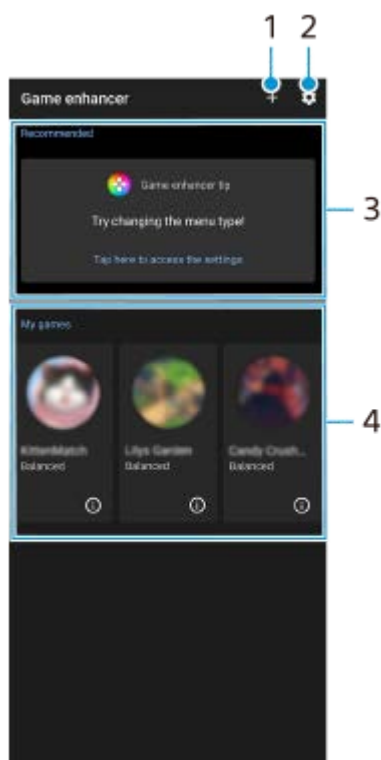 1 2
Game enhancer
Recommended
Game enhancer tip
Try changing the menu type!
Tap here to access the settings
3
My games
KittenMatch Lilys Garden Candy Crush...
Balanced Balanced Balanced
4